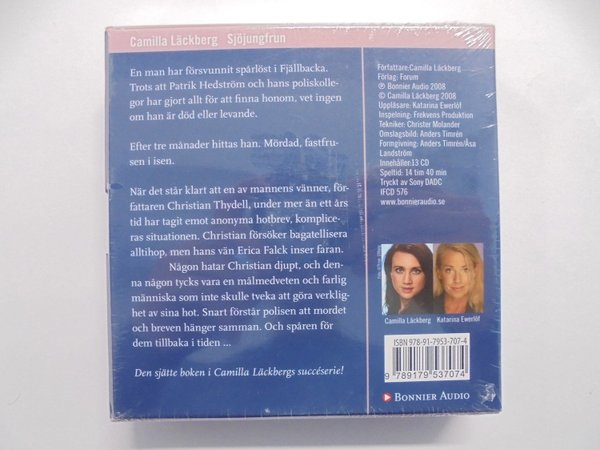 Camilla Läckberg Sjöjungfrun
En man har försvunnit spårlöst i Fjällbacka.
Trots att Patrik Hedström och hans poliskolle-
gor har gjort allt för att finna honom, vet ingen
om han är död eller levande.
Efter tre månader hittas han. Mördad, fastfru-
sen i isen.
När det står klart att en av mannens vänner, för-
fattaren Christian Thydell, under mer än ett års
tid har tagit emot anonyma hotbrev, komplice-
ras situationen. Christian försöker bagatellisera
alltihop, men hans vän Erica Falck inser faran.
Någon hatar Christian djupt, och den-
na någon tycks vara en målmedveten och farlig
människa som inte skulle tveka att göra verklig-
het av sina hot. Snart förstår polisen att mordet
och breven hänger samman. Och spåren för
dem tillbaka i tiden ...
Den sjätte boken i Camilla Läckbergs succéserie!
Författare:Camilla Läckberg
Förlag: Forum
℗ Bonnier Audio 2008
© Camilla Läckberg 2008
Uppläsare: Katarina Ewerlöf
Inspelning: Frekvens Produktion
Tekniker: Christer Molander
Omslagsbild: Anders Timrén
Formgivning: Anders Timrén/Åsa
Landström
Innehåller:13 CD
Speltid: 14 tim 40 min
Tryckt av Sony DADC
IFCD 576
www.bonnieraudio.se
Camilla Läckberg Katarina Ewerlöf
ISBN 978-91-7953-707-4
9 789179 537074
BONNIER AUDIO